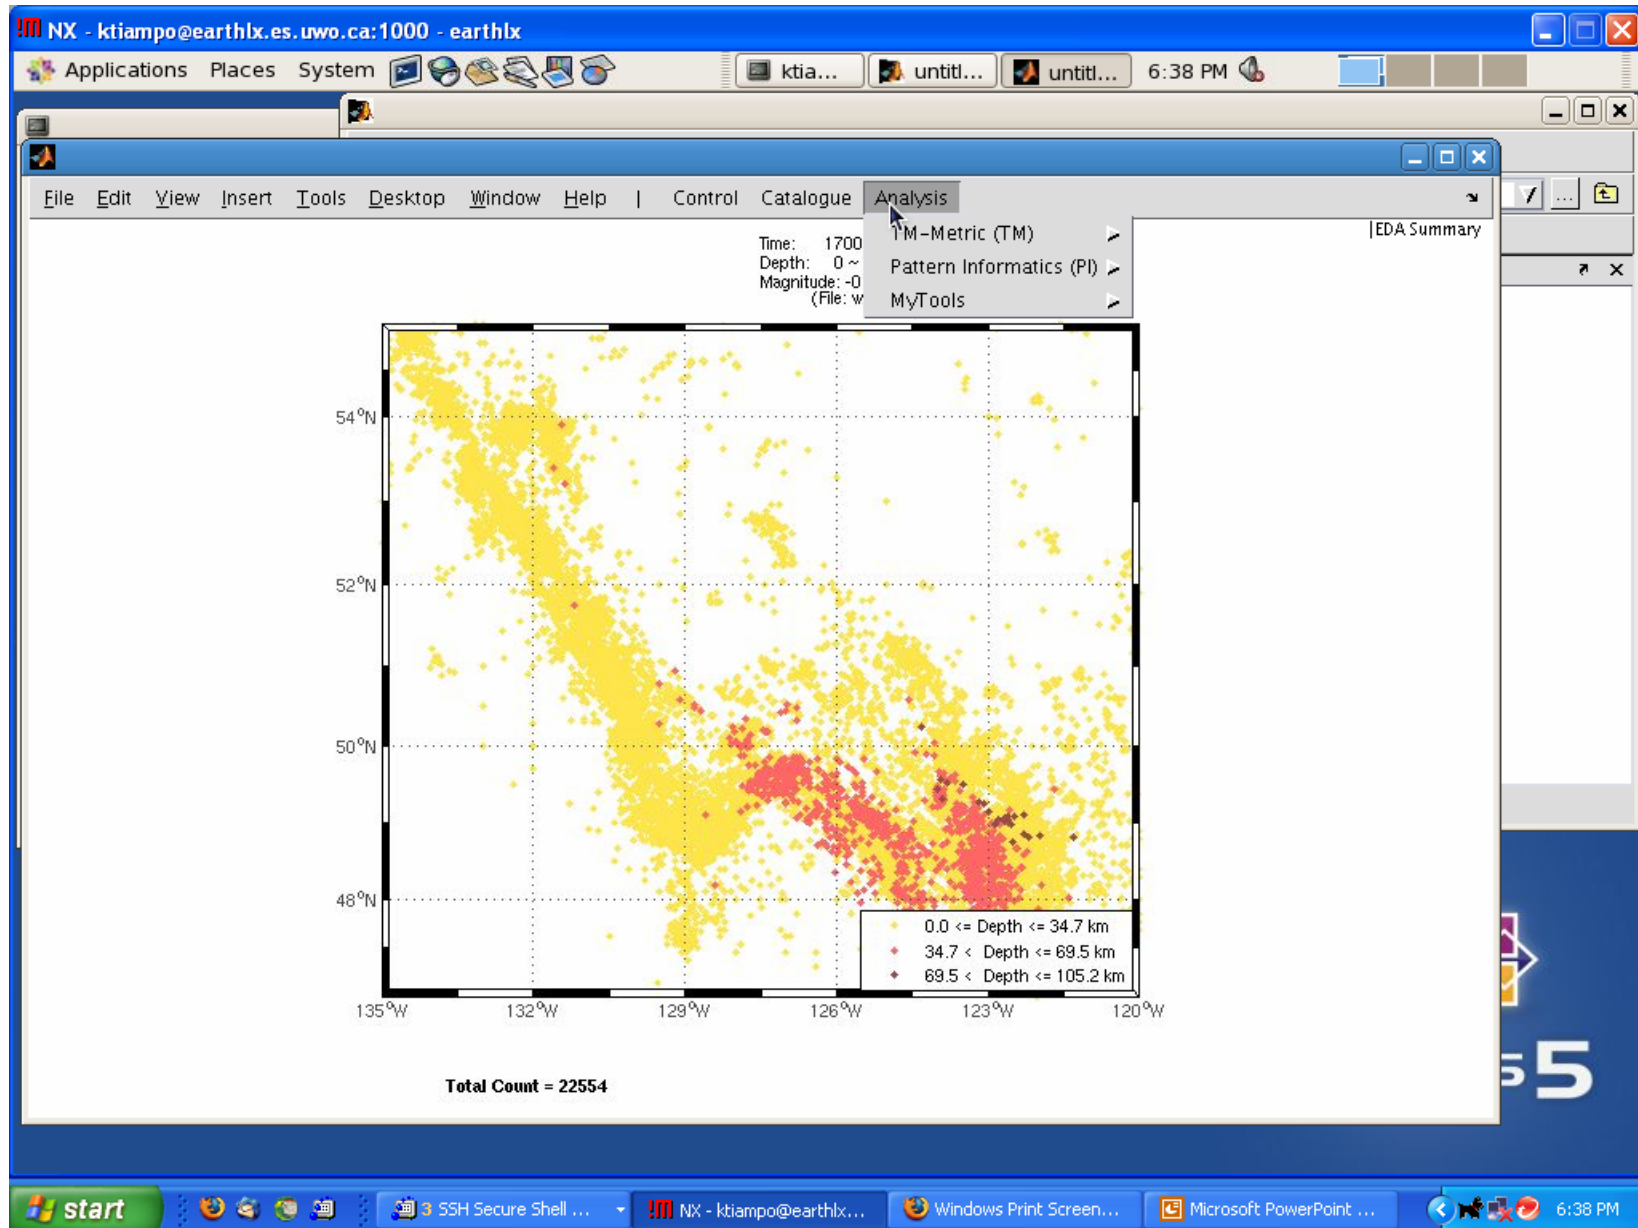 NX - ktiampo@earthlx.es.uwo.ca:1000 - earthlx
Applications Places System ktia... untitl... untitl... 6:38 PM
File Edit View Insert Tools Desktop Window Help | Control Catalogue Analysis
TM-Metric (TM)
Pattern Informatics (PI)
MyTools
|EDA Summary
Time: 1700
Depth: 0 ~
Magnitude: -0
(File: w
54°N
52°N
50°N
48°N
0.0 <= Depth <= 34.7 km
34.7 < Depth <= 69.5 km
69.5 < Depth <= 105.2 km
135°W 132°W 129°W 126°W 123°W 120°W
Total Count = 22554
5
start 3 SSH Secure Shell ... NX - ktiampo@earthlx... Windows Print Screen... Microsoft PowerPoint ... 6:38 PM